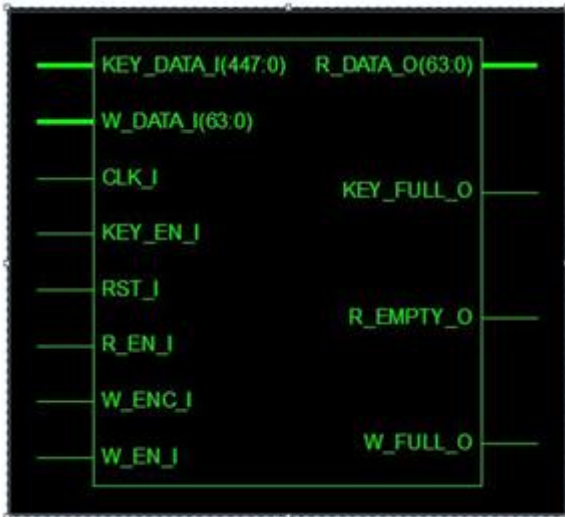 KEY_DATA_I(447:0) R_DATA_O(63:0)
W_DATA_I(63:0)
CLK_I
KEY_FULL_O
KEY_EN_I
RST_I
R_EMPTY_O
R_EN_I
W_ENC_I
W_FULL_O
W_EN_I